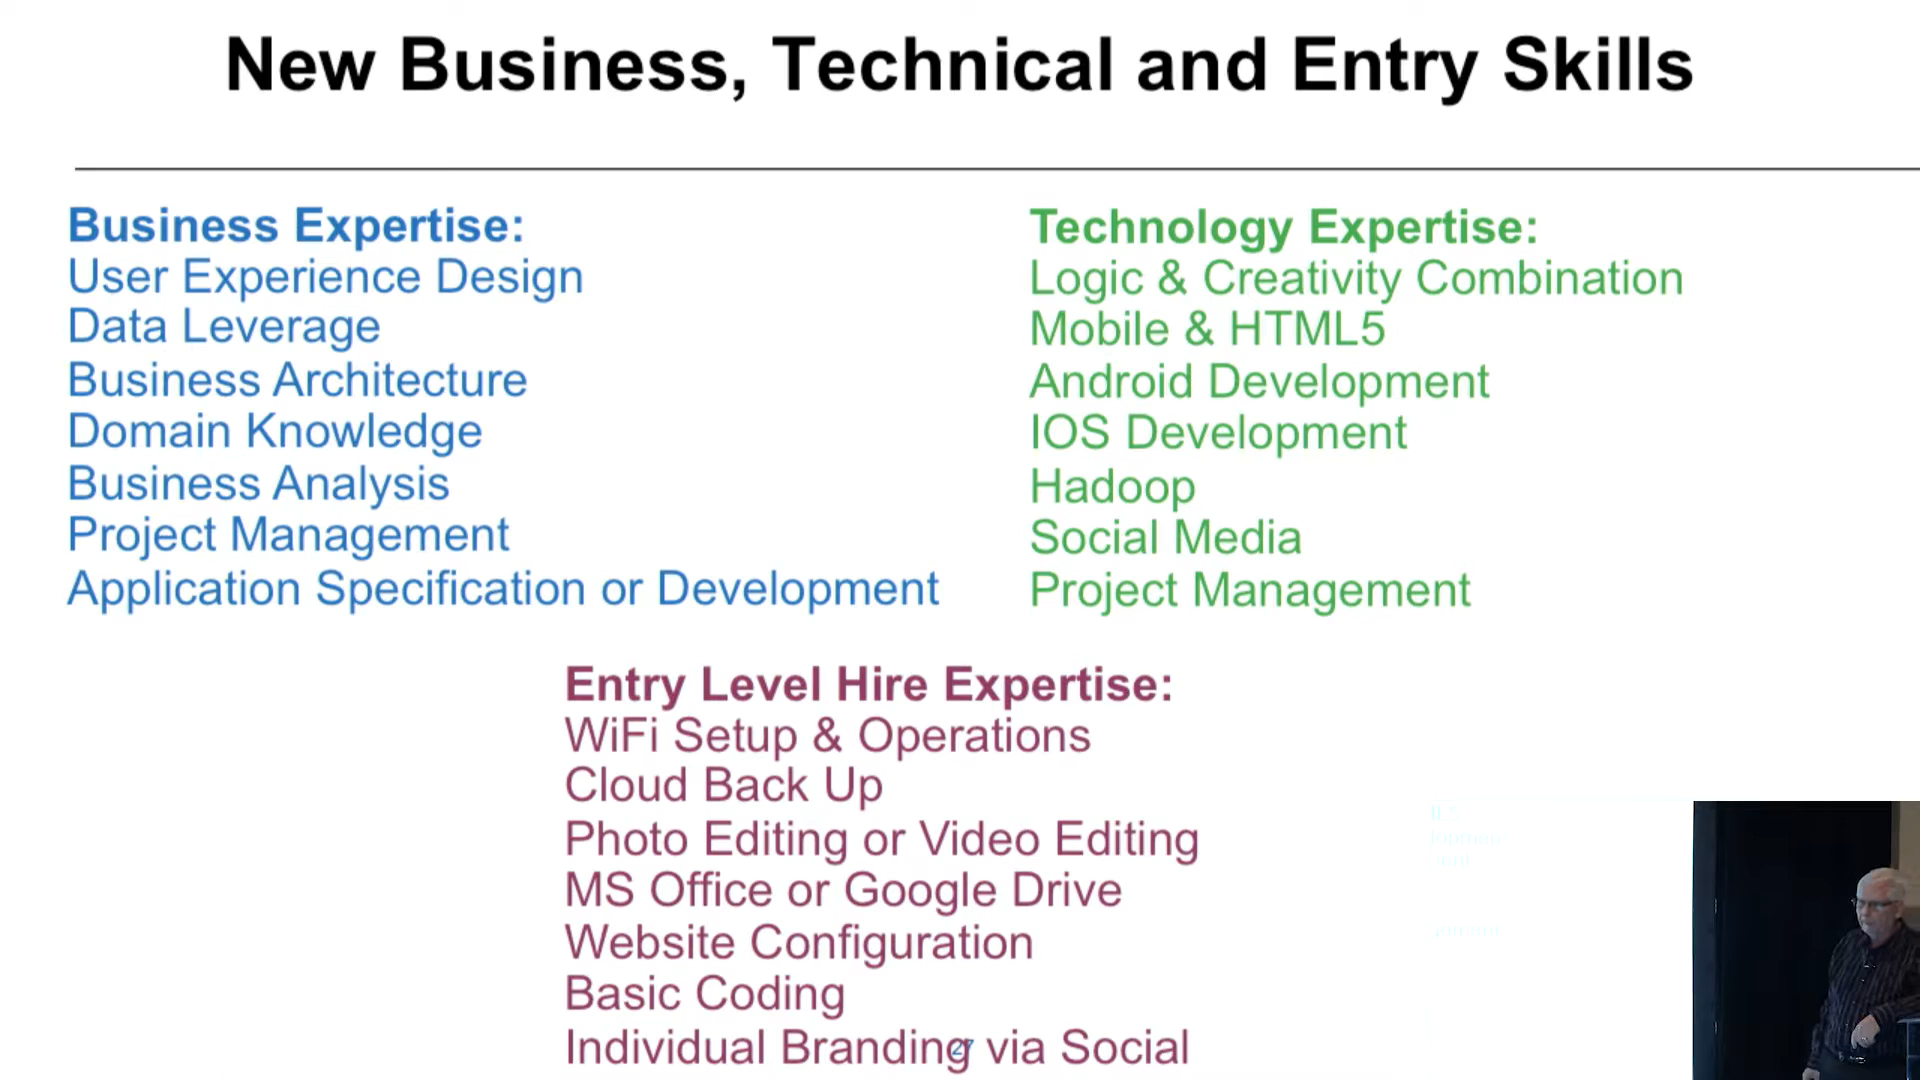 New Business, Technical and Entry Skills
Business Expertise:
User Experience Design
Data Leverage
Business Architecture
Domain Knowledge
Business Analysis
Project Management
Application Specification or Development
Technology Expertise:
Logic & Creativity Combination
Mobile & HTML5
Android Development
IOS Development
Hadoop
Social Media
Project Management
Entry Level Hire Expertise:
WiFi Setup & Operations
Cloud Back Up
Photo Editing or Video Editing
MS Office or Google Drive
Website Configuration
Basic Coding
Individual Branding via Social
27